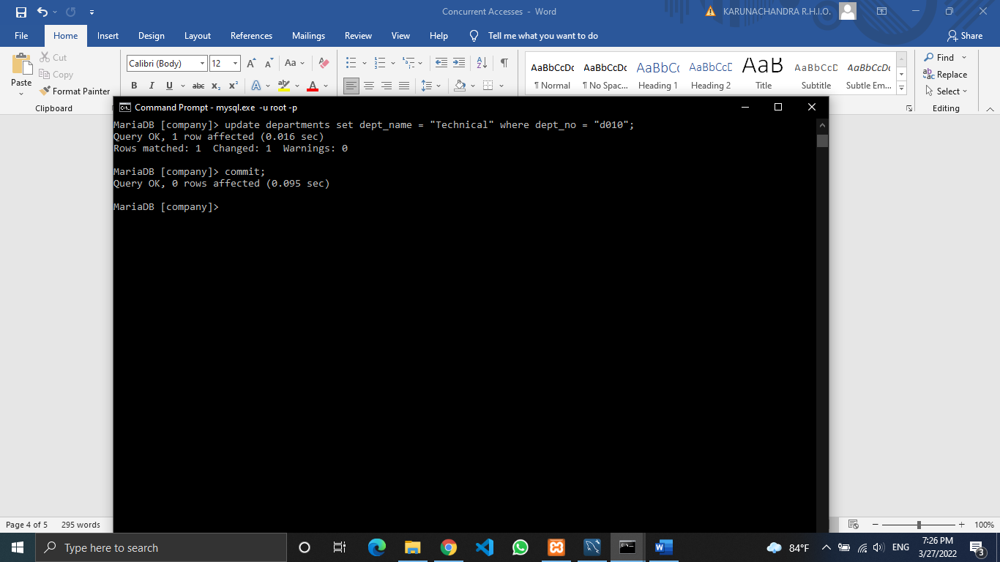 Concurrent Accesses - Word
KARUNACHANDRA R.H.I.O.
File Home Insert Design Layout References Mailings Review View Help Tell me what you want to do Share
Paste
Cut
Copy
Format Painter
Clipboard
Calibri (Body) 12 Aa
B I U abc x₂ x² A ab A
AaBbCcDc AaBbCcDc AaBbCc AaBbCcD AaB AaBbCcD AaBbCcDc
¶ Normal ¶ No Spac... Heading 1 Heading 2 Title Subtitle Subtle Em...
Find
Replace
Select
Editing
Command Prompt - mysql.exe -u root -p
MariaDB [company]> update departments set dept_name = "Technical" where dept_no = "d010";
Query OK, 1 row affected (0.016 sec)
Rows matched: 1 Changed: 1 Warnings: 0
MariaDB [company]> commit;
Query OK, 0 rows affected (0.095 sec)
MariaDB [company]>
Page 4 of 5 295 words
100%
Type here to search
84°F ENG
7:26 PM
3/27/2022
3